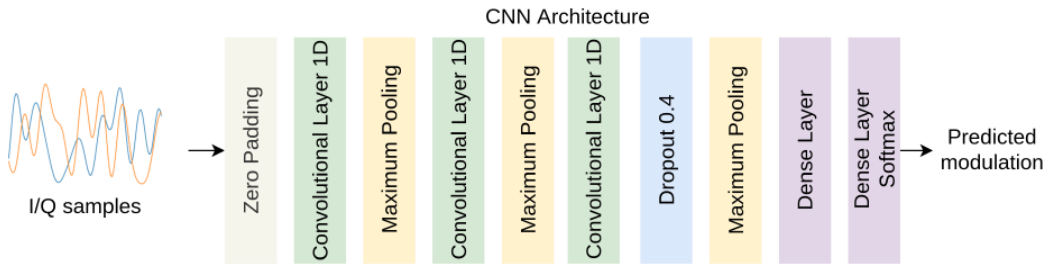 CNN Architecture
I/Q samples
Zero Padding
Convolutional Layer 1D
Maximum Pooling
Convolutional Layer 1D
Maximum Pooling
Convolutional Layer 1D
Dropout 0.4
Maximum Pooling
Dense Layer
Dense Layer
Softmax
Predicted
modulation